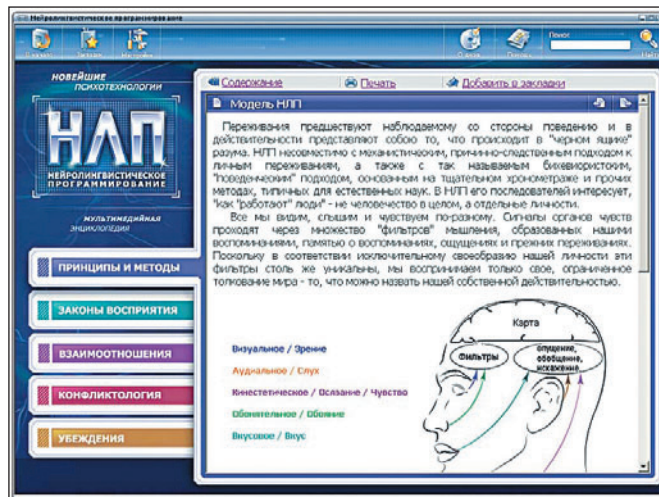 Нейролингвистическое программирование
Закладки
Настройки
Помощь
Поиск:
Найти
НОВЕЙШИЕ
ПСИХОТЕХНОЛОГИИ
НЛП
НЕЙРОЛИНГВИСТИЧЕСКОЕ
ПРОГРАММИРОВАНИЕ
МУЛЬТИМЕДИЙНАЯ
ЭНЦИКЛОПЕДИЯ
ПРИНЦИПЫ И МЕТОДЫ
ЗАКОНЫ ВОСПРИЯТИЯ
ВЗАИМООТНОШЕНИЯ
КОНФЛИКТОЛОГИЯ
УБЕЖДЕНИЯ
Содержание Печать Добавить в закладки
Модель НЛП
Переживания предшествуют наблюдаемому со стороны поведению и в
действительности представляют собою то, что происходит в "черном ящике"
разума. НЛП несовместимо с механистическим, причинно-следственным подходом к
личным переживаниям, а также с так называемым бихевиористским,
"поведенческим" подходом, основанным на тщательном хронометраже и прочих
методах, типичных для естественных наук. В НЛП его последователей интересует,
"как "работают" люди" - не человечество в целом, а отдельные личности.
Все мы видим, слышим и чувствуем по-разному. Сигналы органов чувств
проходят через множество "фильтров" мышления, образованных нашими
воспоминаниями, памятью о воспоминаниях, ощущениях и прежних переживаниях.
Поскольку в соответствии исключительному своеобразию нашей личности эти
фильтры столь же уникальны, мы воспринимаем только свое, ограниченное
толкование мира - то, что можно назвать нашей собственной действительностью.
Карта
Фильтры
опущение,
обобщение,
искажение
Визуальное / Зрение
Аудиальное / Слух
Кинестетическое / Осязание / Чувство
Обонятельное / Обояние
Вкусовое / Вкус